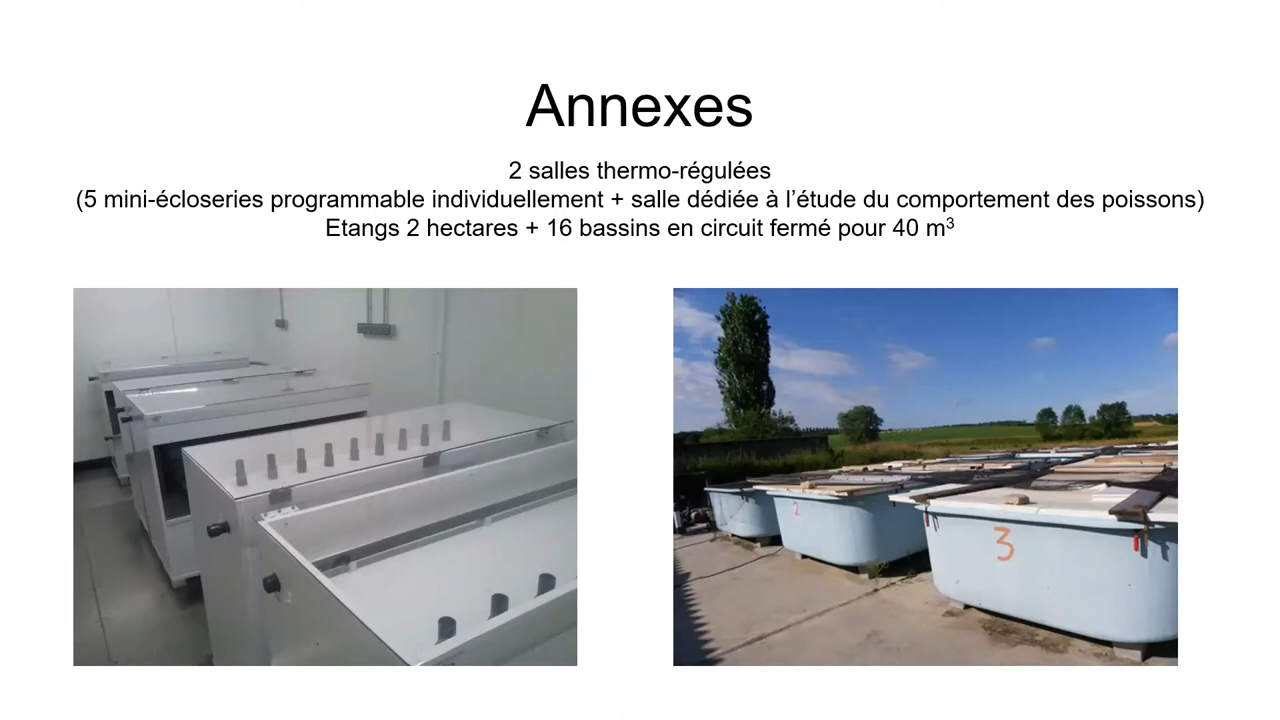 Annexes
2 salles thermo-régulées
(5 mini-écloseries programmable individuellement + salle dédiée à l’étude du comportement des poissons)
Etangs 2 hectares + 16 bassins en circuit fermé pour 40 m³
2
3